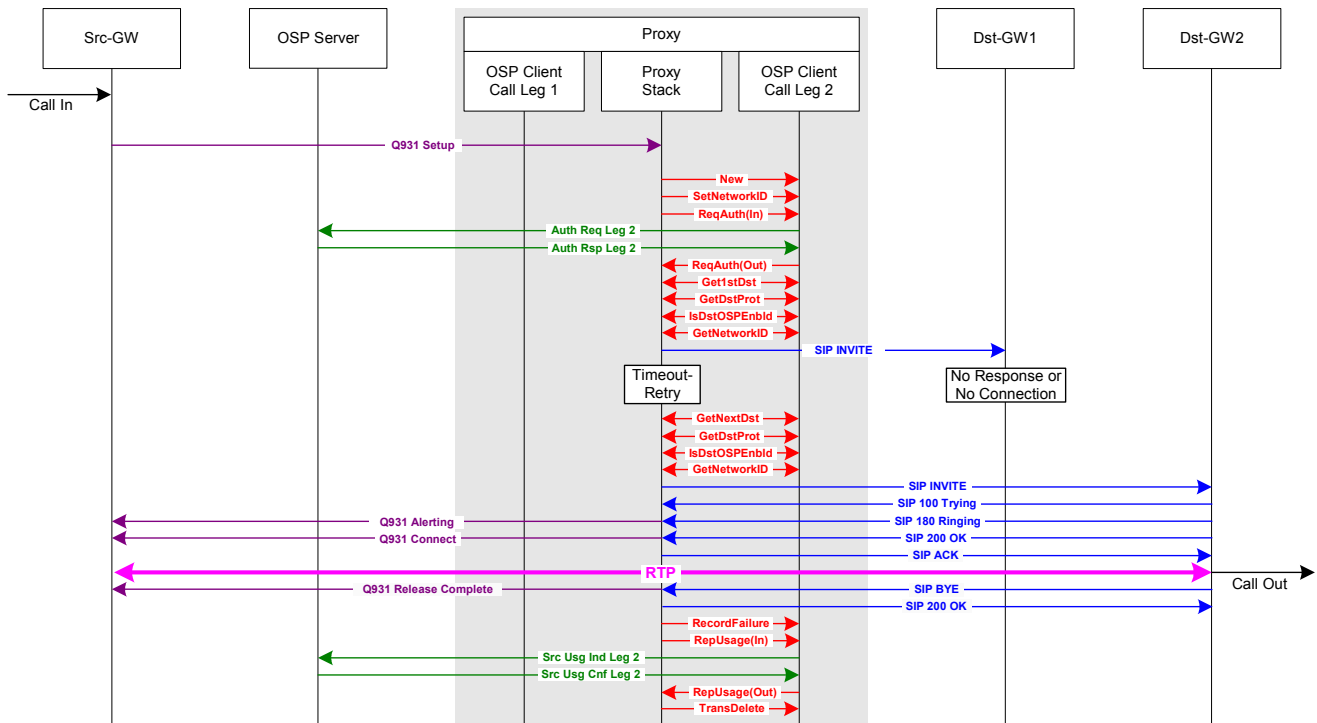 Src-GW
OSP Server
Proxy
Dst-GW1
Dst-GW2
OSP Client
Call Leg 1
Proxy
Stack
OSP Client
Call Leg 2
Call In
Q931 Setup
New
SetNetworkID
ReqAuth(In)
Auth Req Leg 2
Auth Rsp Leg 2
ReqAuth(Out)
Get1stDst
GetDstProt
IsDstOSPEnbld
GetNetworkID
SIP INVITE
Timeout-
Retry
No Response or
No Connection
GetNextDst
GetDstProt
IsDstOSPEnbld
GetNetworkID
SIP INVITE
SIP 100 Trying
Q931 Alerting
SIP 180 Ringing
Q931 Connect
SIP 200 OK
SIP ACK
RTP
Call Out
Q931 Release Complete
SIP BYE
SIP 200 OK
RecordFailure
RepUsage(In)
Src Usg Ind Leg 2
Src Usg Cnf Leg 2
RepUsage(Out)
TransDelete